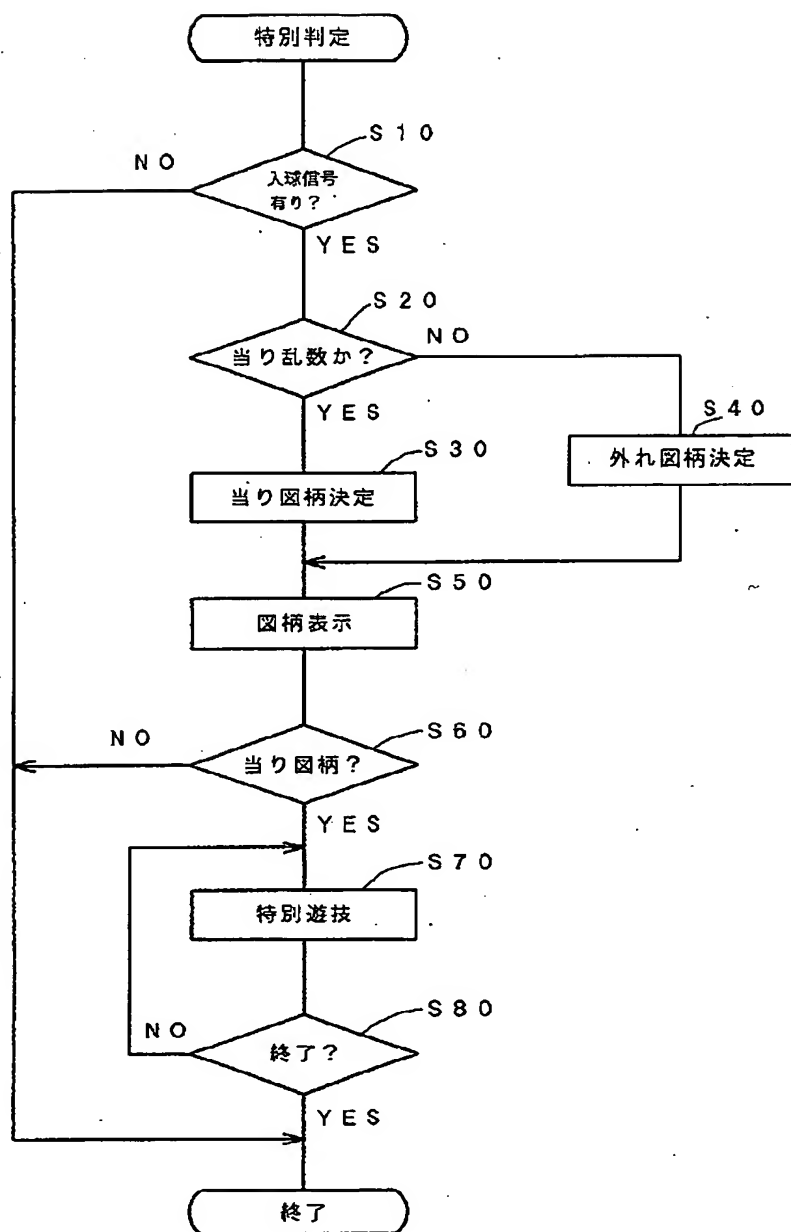 特別判定
S10
NO
入球信号
有り？
YES
S20
NO
当り乱数か？
YES
S40
外れ図柄決定
S30
当り図柄決定
S50
図柄表示
S60
NO
当り図柄？
YES
S70
特別遊技
S80
NO
終了？
YES
終了